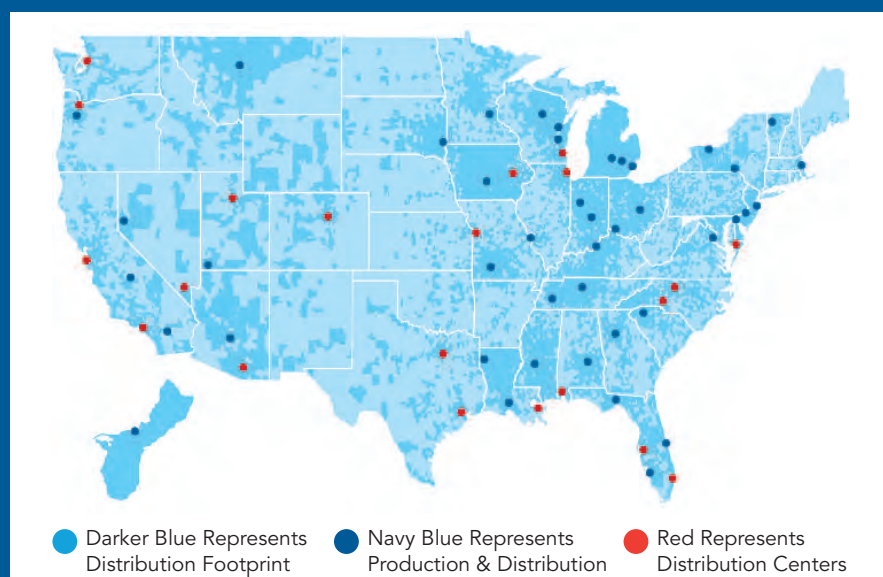 Darker Blue Represents
Distribution Footprint
Navy Blue Represents
Production & Distribution
Red Represents
Distribution Centers